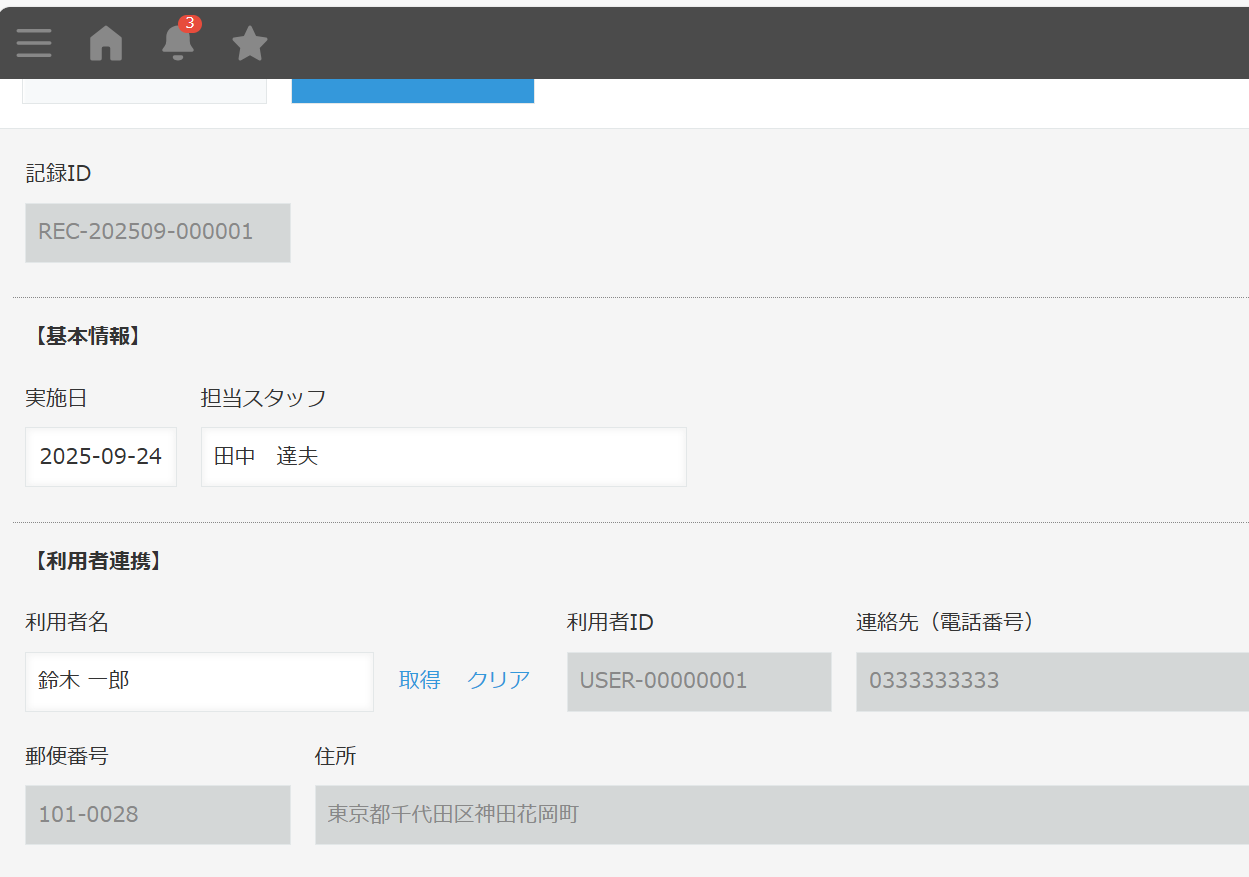 3
記録ID
REC-202509-000001
【基本情報】
実施日 担当スタッフ
2025-09-24 田中　達夫
【利用者連携】
利用者名 利用者ID 連絡先（電話番号）
鈴木 一郎 取得 クリア USER-00000001 0333333333
郵便番号 住所
101-0028 東京都千代田区神田花岡町